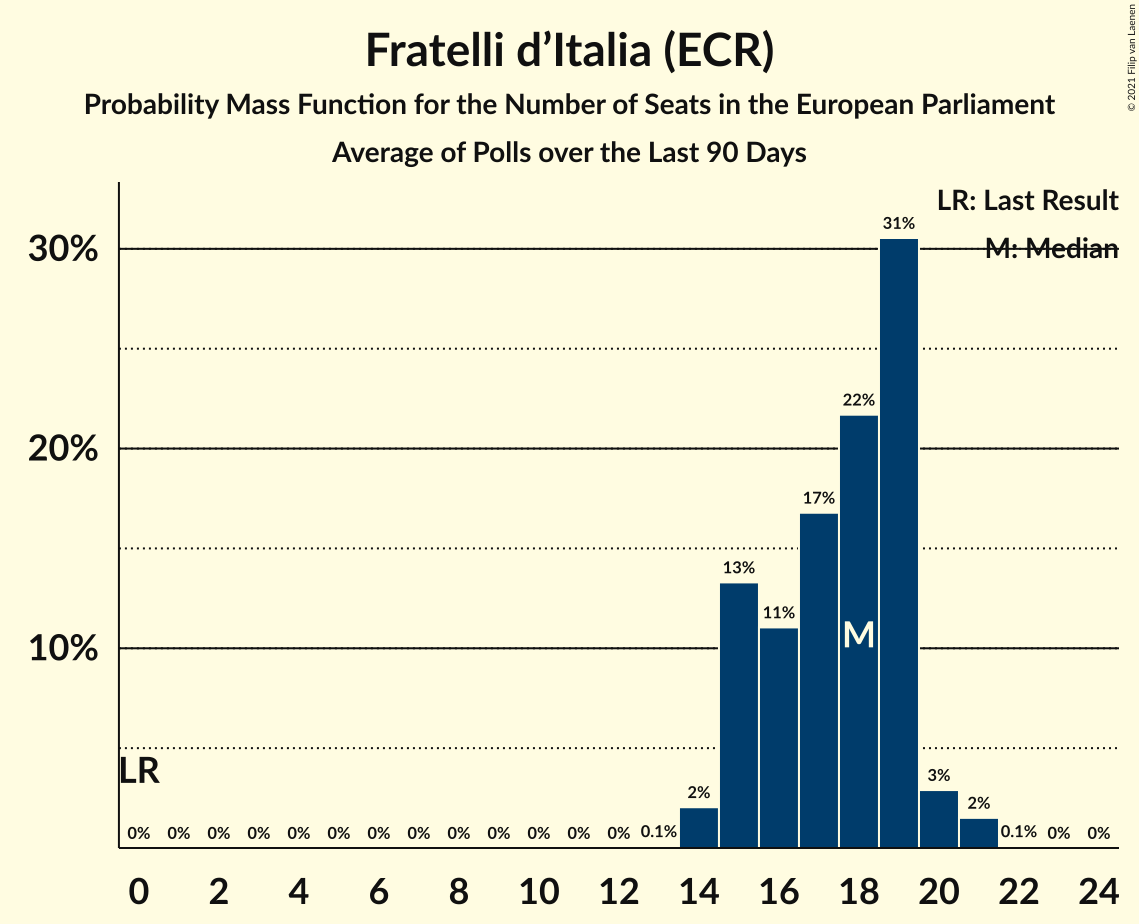 Fratelli d’Italia (ECR)
Probability Mass Function for the Number of Seats in the European Parliament
Average of Polls over the Last 90 Days
© 2021 Filip van Laenen
LR: Last Result
M: Median
30%
20%
10%
31%
22%
17%
13%
11%
M
LR
3%
2%
2%
0% 0% 0% 0% 0% 0% 0% 0% 0% 0% 0% 0% 0% 0.1% 0.1% 0% 0%
0 2 4 6 8 10 12 14 16 18 20 22 24